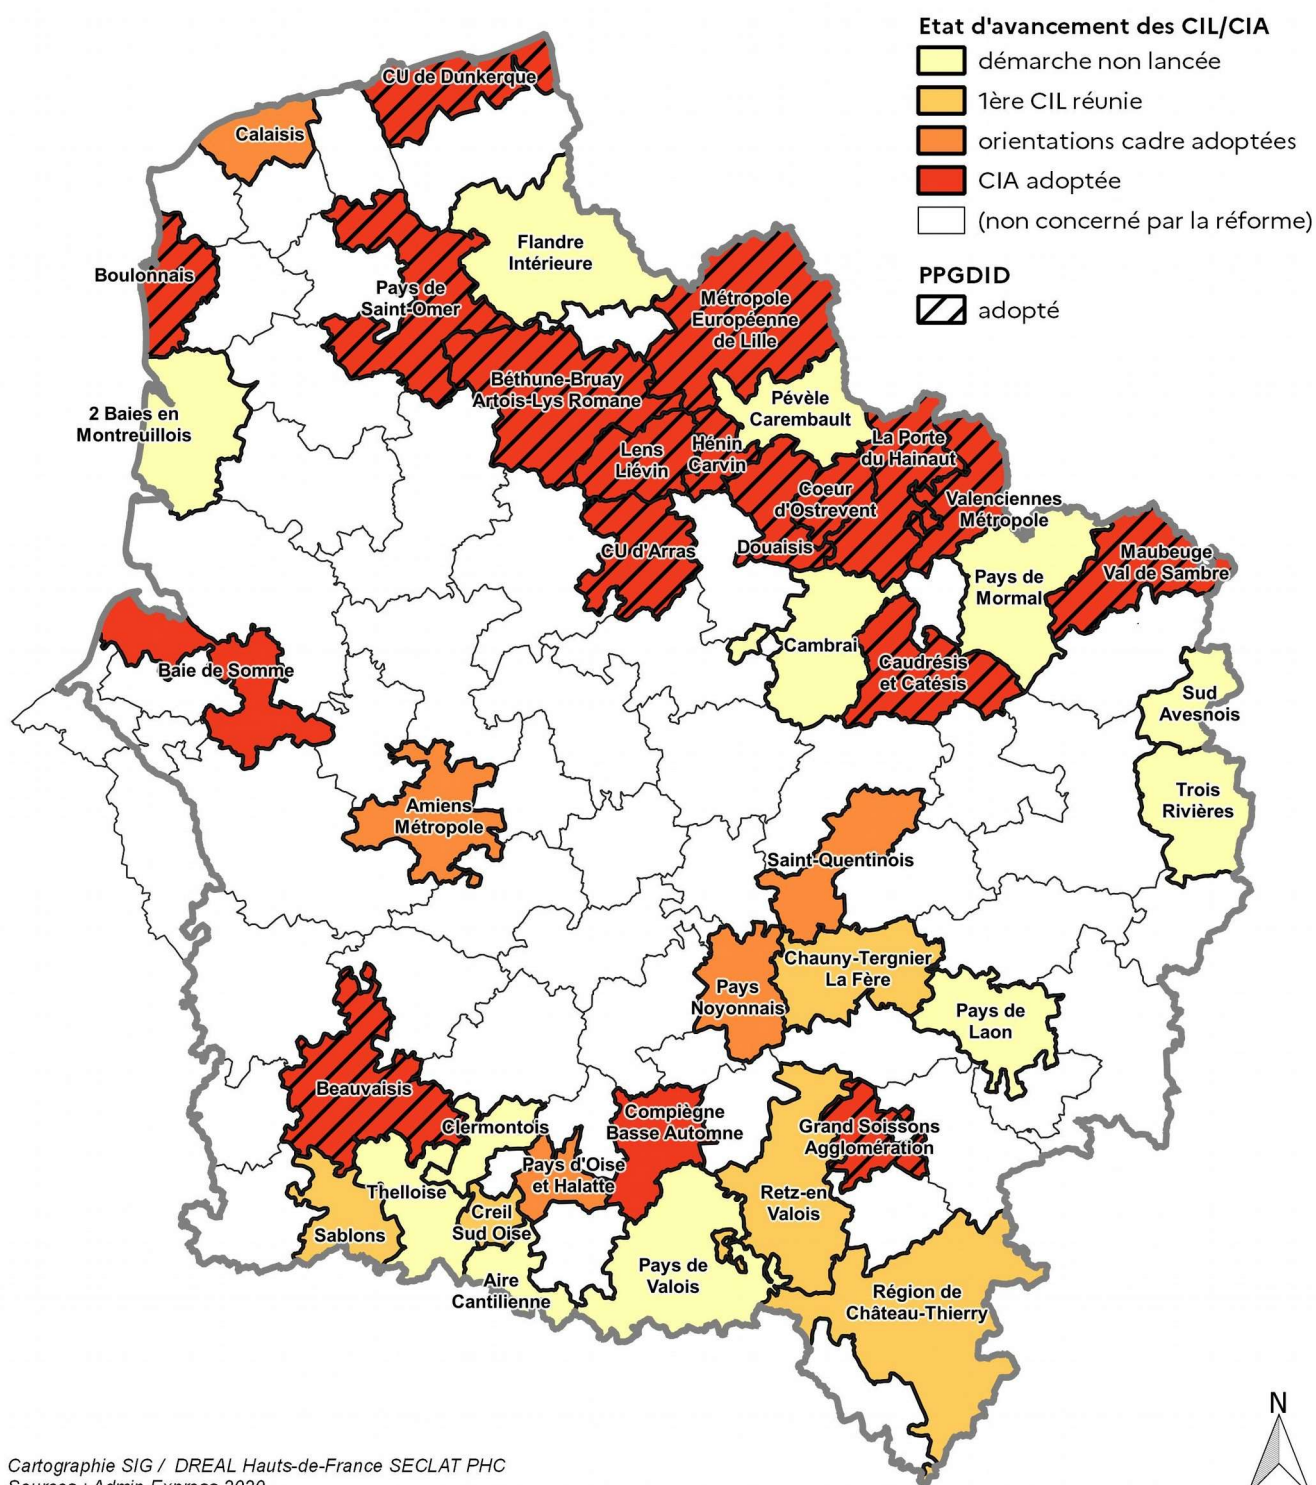 Etat d'avancement des CIL/CIA
démarche non lancée
1ère CIL réunie
orientations cadre adoptées
CIA adoptée
(non concerné par la réforme)
PPGDID
adopté
CU de Dunkerque
Calaisis
Flandre
Intérieure
Boulonnais
Pays de
Saint-Omer
Métropole
Européenne
de Lille
Béthune-Bruay
Artois-Lys Romane
2 Baies en
Montreuillois
Pévèle
Carembault
Lens
Liévin
Hénin
Carvin
La Porte
du Hainaut
Coeur
d'Ostrevent
Valenciennes
Métropole
CU d'Arras
Douaisis
Maubeuge
Val de Sambre
Pays de
Mormal
Cambrai
Caudrésis
et Catésis
Baie de Somme
Sud
Avesnois
Trois
Rivières
Amiens
Métropole
Saint-Quentinois
Chauny-Tergnier
La Fère
Pays
Noyonnais
Pays de
Laon
Beauvaisis
Clermontois
Compiègne
Basse Automne
Grand Soissons
Agglomération
Pays d'Oise
et Halatte
Thelloise
Creil
Sud Oise
Retz-en
Valois
Sablons
Aire
Cantilienne
Pays de
Valois
Région de
Château-Thierry
N
Cartographie SIG / DREAL Hauts-de-France SECLAT PHC
Sources : Admin Express 2020